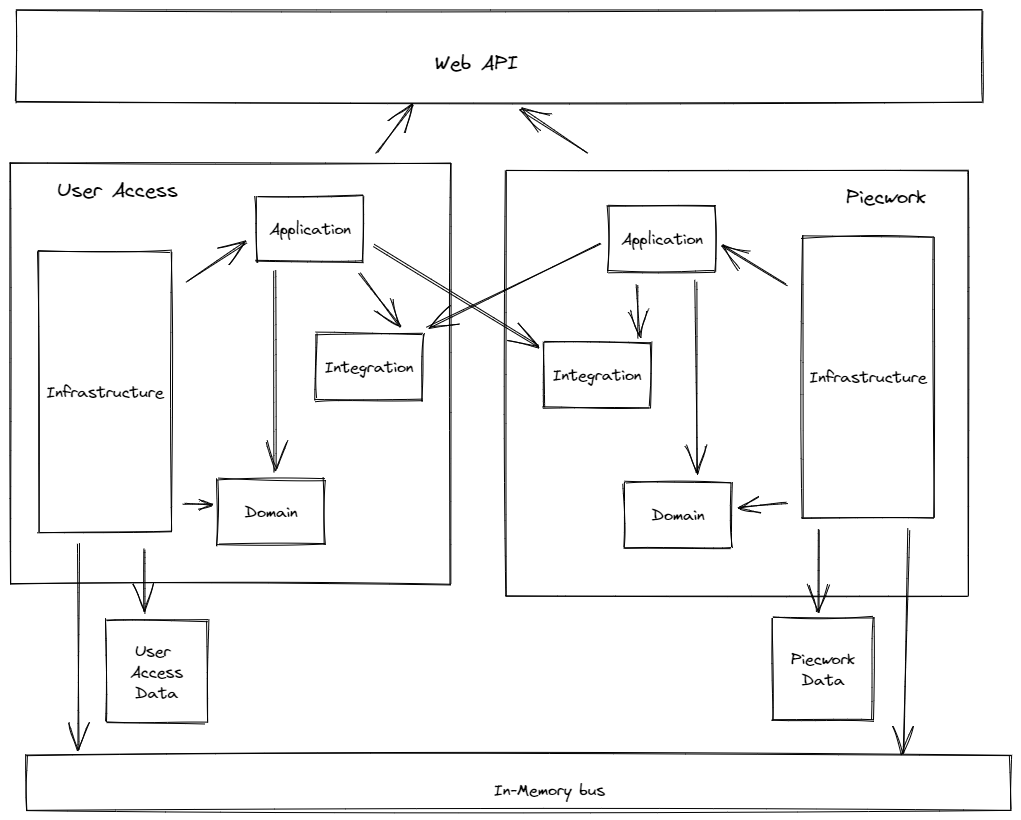 Web API
User Access
Application
Infrastructure
Integration
Domain
Piecwork
Application
Infrastructure
Integration
Domain
User
Access
Data
Piecwork
Data
In-Memory bus